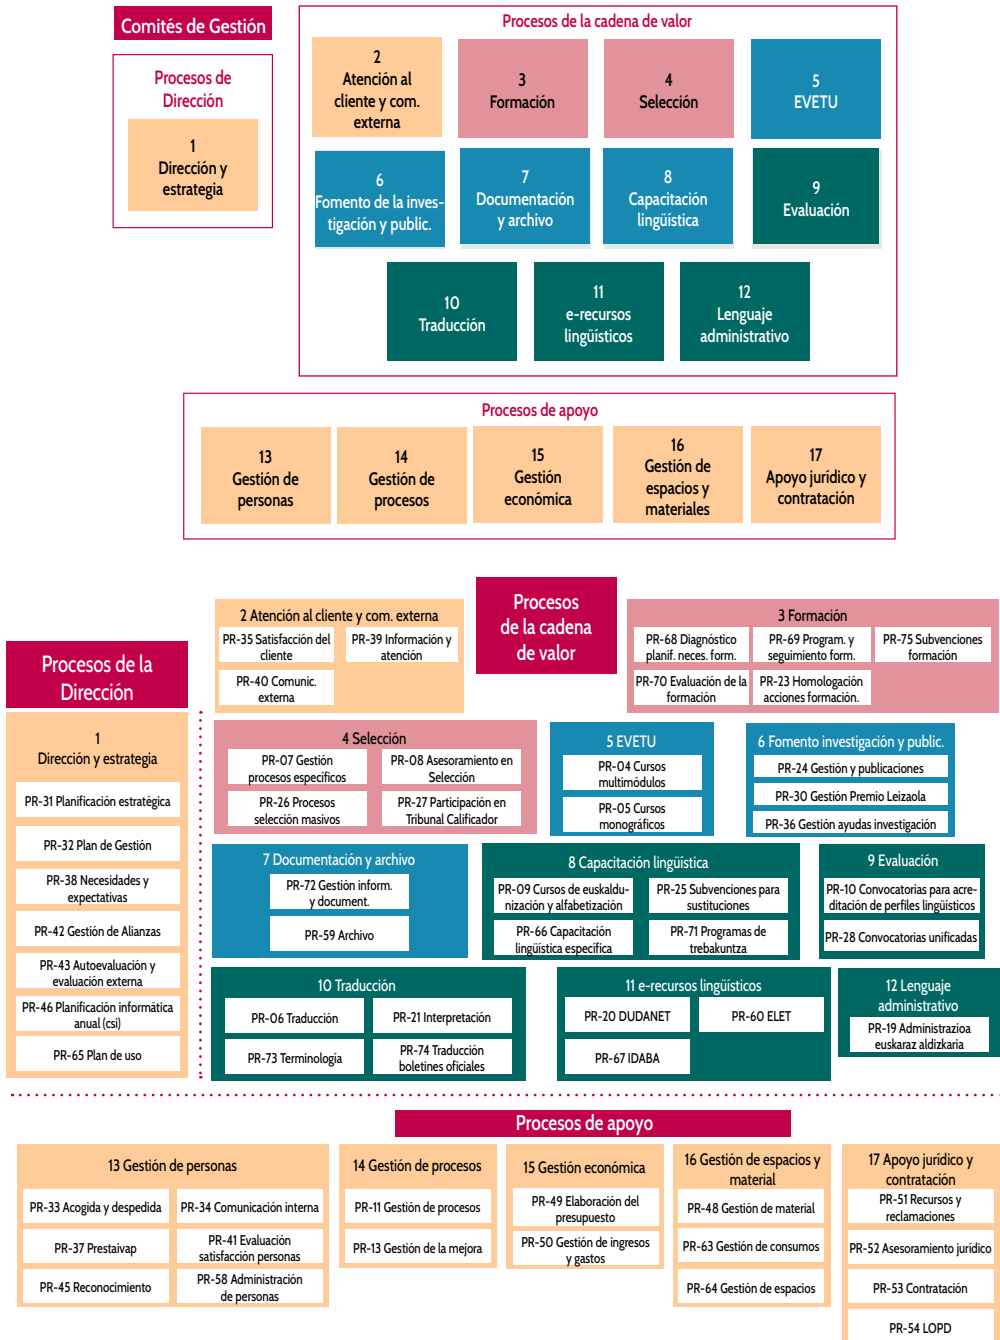 Comités de Gestión
Procesos de
Dirección
1
Dirección y
estrategia
Procesos de la cadena de valor
2
Atención al
cliente y com.
externa
3
Formación
4
Selección
5
EVETU
6
Fomento de la inves-
tigación y public.
7
Documentación
y archivo
8
Capacitación
lingüística
9
Evaluación
10
Traducción
11
e-recursos
lingüísticos
12
Lenguaje
administrativo
Procesos de apoyo
13
Gestión de
personas
14
Gestión de
procesos
15
Gestión
económica
16
Gestión de
espacios y
materiales
17
Apoyo jurídico y
contratación
Procesos
de la cadena
de valor
Procesos de la
Dirección
1
Dirección y estrategia
PR-31 Planificación estratégica
PR-32 Plan de Gestión
PR-38 Necesidades y
expectativas
PR-42 Gestión de Alianzas
PR-43 Autoevaluación y
evaluación externa
PR-46 Planificación informática
anual (csi)
PR-65 Plan de uso
2 Atención al cliente y com. externa
PR-35 Satisfacción del
cliente
PR-39 Información y
atención
PR-40 Comunic.
externa
3 Formación
PR-68 Diagnóstico
planif. neces. form.
PR-69 Program. y
seguimiento form.
PR-75 Subvenciones
formación
PR-70 Evaluación de la
formación
PR-23 Homologación
acciones formación.
4 Selección
PR-07 Gestión
procesos específicos
PR-08 Asesoramiento en
Selección
PR-26 Procesos
selección masivos
PR-27 Participación en
Tribunal Calificador
5 EVETU
PR-04 Cursos
multimódulos
PR-05 Cursos
monográficos
6 Fomento investigación y public.
PR-24 Gestión y publicaciones
PR-30 Gestión Premio Leizaola
PR-36 Gestión ayudas investigación
7 Documentación y archivo
PR-72 Gestión inform.
y document.
PR-59 Archivo
8 Capacitación lingüística
PR-09 Cursos de euskaldu-
nización y alfabetización
PR-25 Subvenciones para
sustituciones
PR-66 Capacitación
lingüística específica
PR-71 Programas de
trebakuntza
9 Evaluación
PR-10 Convocatorias para acre-
ditación de perfiles lingüísticos
PR-28 Convocatorias unificadas
10 Traducción
PR-06 Traducción
PR-21 Interpretación
PR-73 Terminología
PR-74 Traducción
boletines oficiales
11 e-recursos lingüísticos
PR-20 DUDANET
PR-60 ELET
PR-67 IDABA
12 Lenguaje
administrativo
PR-19 Administrazioa
euskaraz aldizkaria
Procesos de apoyo
13 Gestión de personas
PR-33 Acogida y despedida
PR-34 Comunicación interna
PR-37 Prestaivap
PR-41 Evaluación
satisfacción personas
PR-45 Reconocimiento
PR-58 Administración
de personas
14 Gestión de procesos
PR-11 Gestión de procesos
PR-13 Gestión de la mejora
15 Gestión económica
PR-49 Elaboración del
presupuesto
PR-50 Gestión de ingresos
y gastos
16 Gestión de espacios y
material
PR-48 Gestión de material
PR-63 Gestión de consumos
PR-64 Gestión de espacios
17 Apoyo jurídico y
contratación
PR-51 Recursos y
reclamaciones
PR-52 Asesoramiento jurídico
PR-53 Contratación
PR-54 LOPD